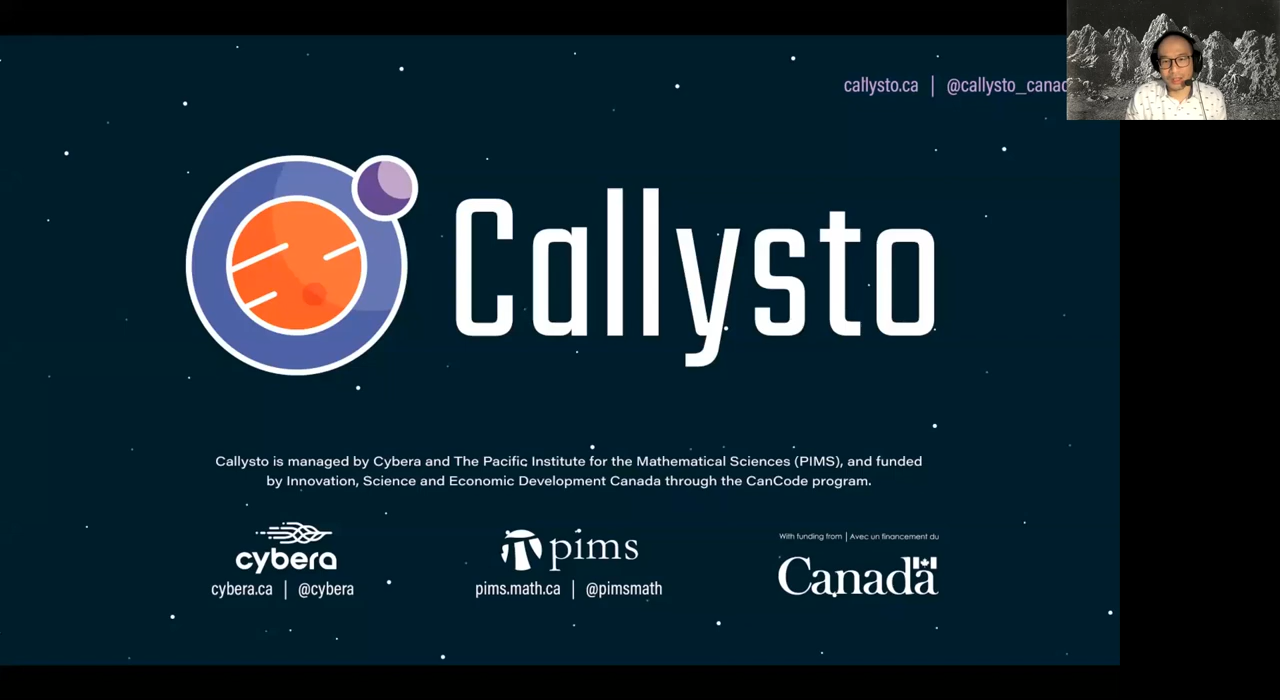 callysto.ca | @callysto_canad
Callysto
Callysto is managed by Cybera and The Pacific Institute for the Mathematical Sciences (PIMS), and funded
by Innovation, Science and Economic Development Canada through the CanCode program.
cybera
cybera.ca | @cybera
pims
pims.math.ca | @pimsmath
With funding from | Avec un financement du
Canada